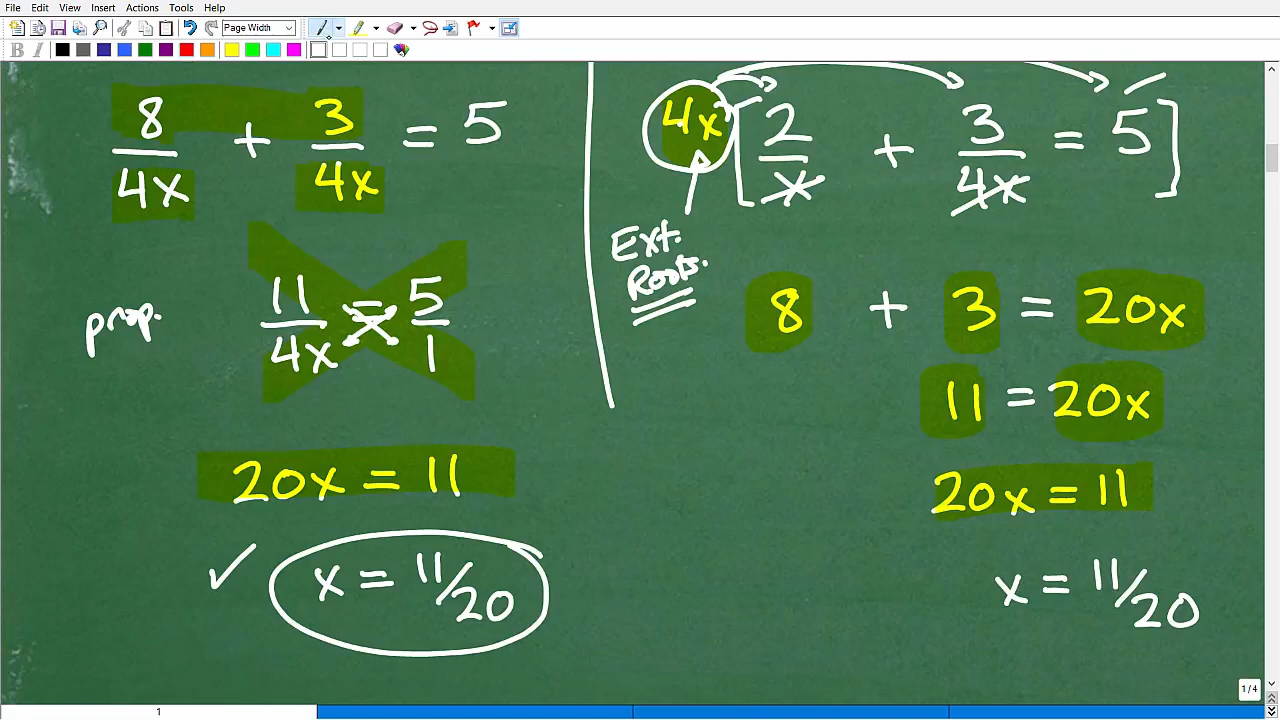 File Edit View Insert Actions Tools Help
Page Width
B I
8/4x + 3/4x = 5
prop. 11/4x = 5/1
20x = 11
✓ x = 11/20
4x [2/x + 3/4x = 5]
Ext.
Roots.
8 + 3 = 20x
11 = 20x
20x = 11
x = 11/20
1/4
1